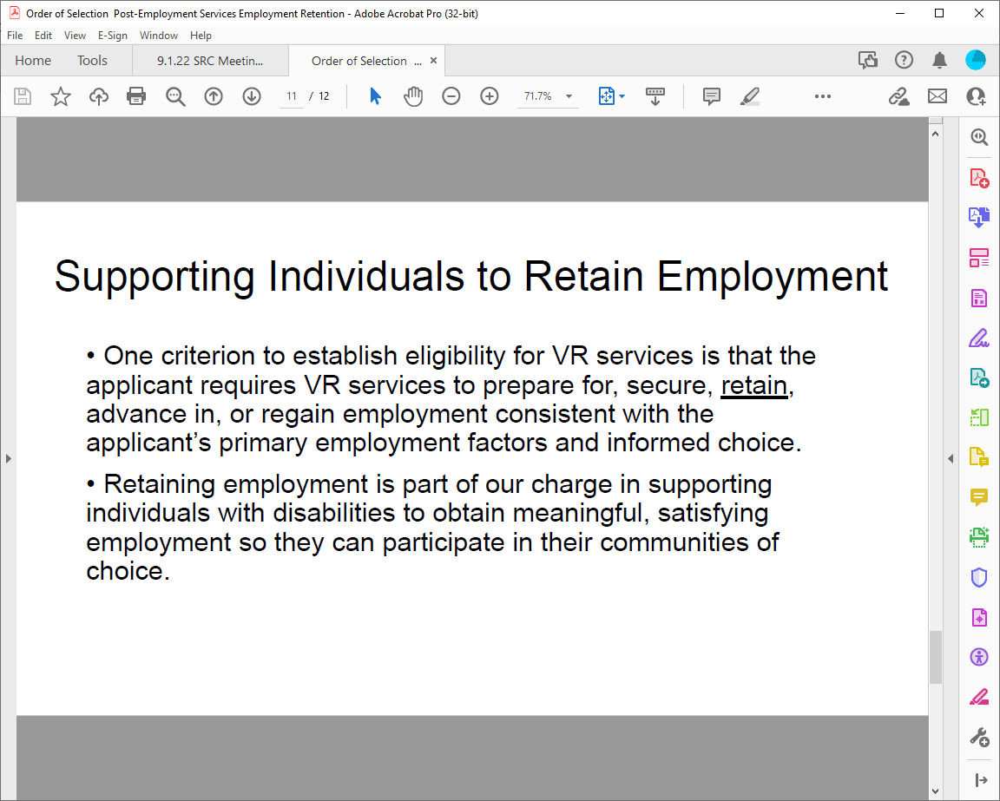 Order of Selection  Post-Employment Services Employment Retention - Adobe Acrobat Pro (32-bit)
File Edit View E-Sign Window Help
Home Tools 9.1.22 SRC Meetin... Order of Selection ... ×
11 / 12 71.7%
Supporting Individuals to Retain Employment
• One criterion to establish eligibility for VR services is that the
applicant requires VR services to prepare for, secure, retain,
advance in, or regain employment consistent with the
applicant’s primary employment factors and informed choice.
• Retaining employment is part of our charge in supporting
individuals with disabilities to obtain meaningful, satisfying
employment so they can participate in their communities of
choice.